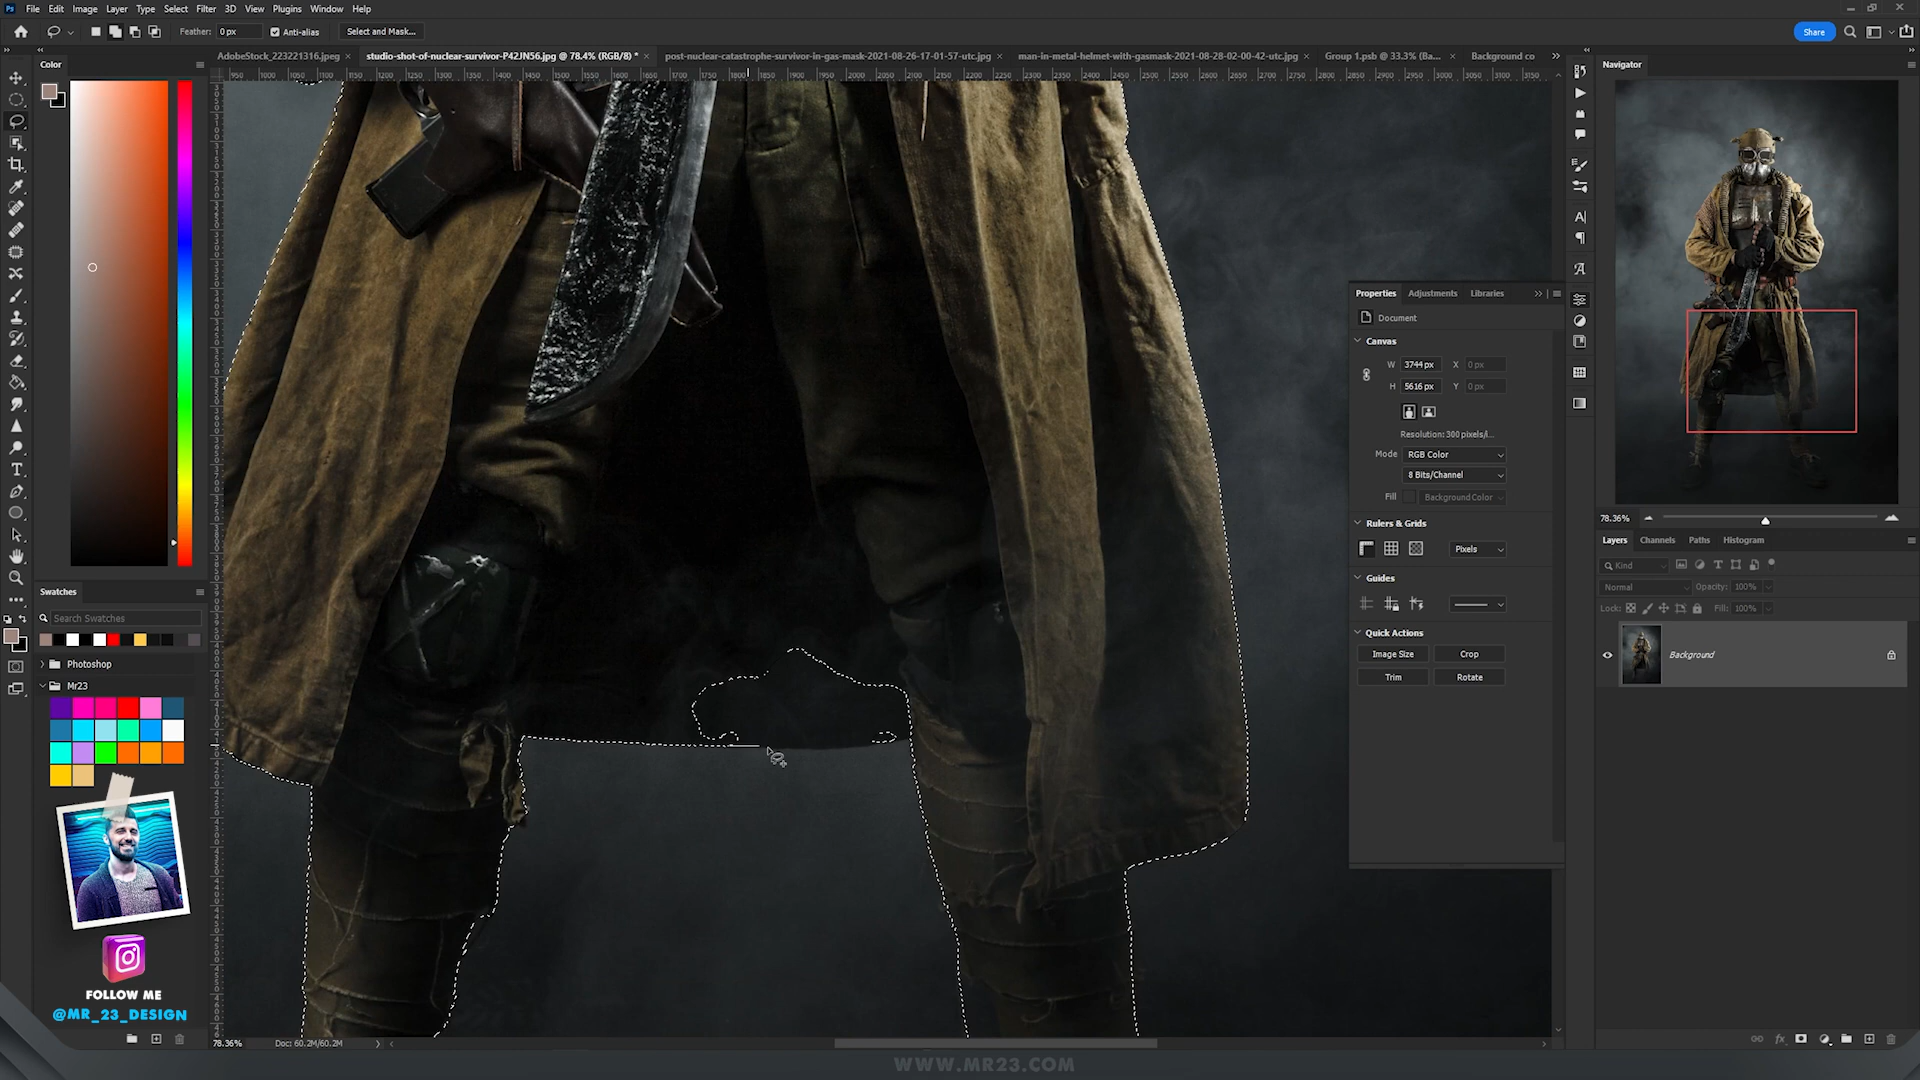 File Edit Image Layer Type Select Filter 3D View Plugins Window Help
Feather: 0 px Anti-alias Select and Mask... Share
AdobeStock_223221316.jpeg × studio-shot-of-nuclear-survivor-P42JN56.jpg @ 78.4% (RGB/8) * × post-nuclear-catastrophe-survivor-in-gas-mask-2021-08-26-17-01-57-utc.jpg × man-in-metal-helmet-with-gasmask-2021-08-28-02-00-42-utc.jpg × Group 1.psb @ 33.3% (Ba... × Background co
Color
Navigator
Properties Adjustments Libraries
Document
Canvas
W 3744 px X 0 px
H 5616 px Y 0 px
Resolution: 300 pixels/i...
Mode RGB Color
8 Bits/Channel
Fill Background Color
Rulers & Grids
Pixels
Guides
Quick Actions
Image Size Crop
Trim Rotate
78.36%
Layers Channels Paths Histogram
Kind
Normal Opacity: 100%
Lock: Fill: 100%
Background
Swatches
Search Swatches
Photoshop
Mr23
FOLLOW ME
@MR_23_DESIGN
78.36% Doc: 60.2M/60.2M
WWW.MR23.COM